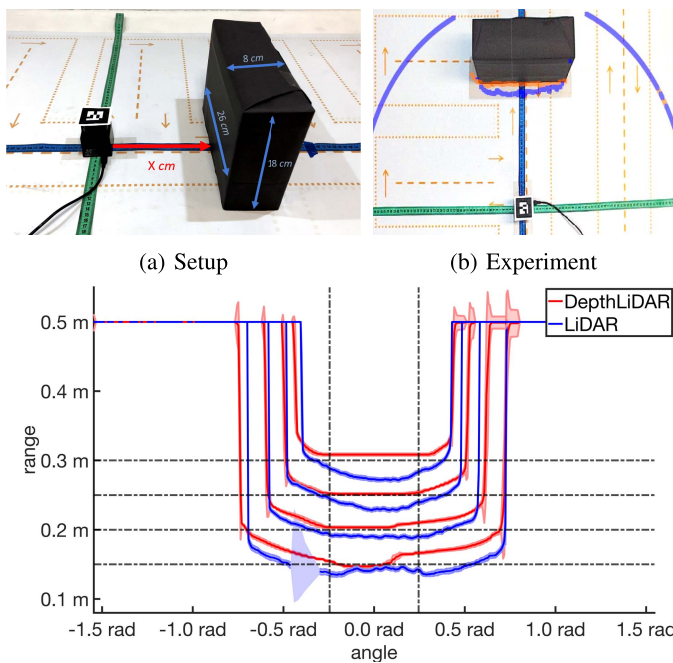 8 cm
26 cm
18 cm
X cm
(a) Setup
(b) Experiment
DepthLiDAR
LiDAR
0.5 m
0.4 m
0.3 m
0.2 m
0.1 m
range
-1.5 rad
-1.0 rad
-0.5 rad
0.0 rad
0.5 rad
1.0 rad
1.5 rad
angle